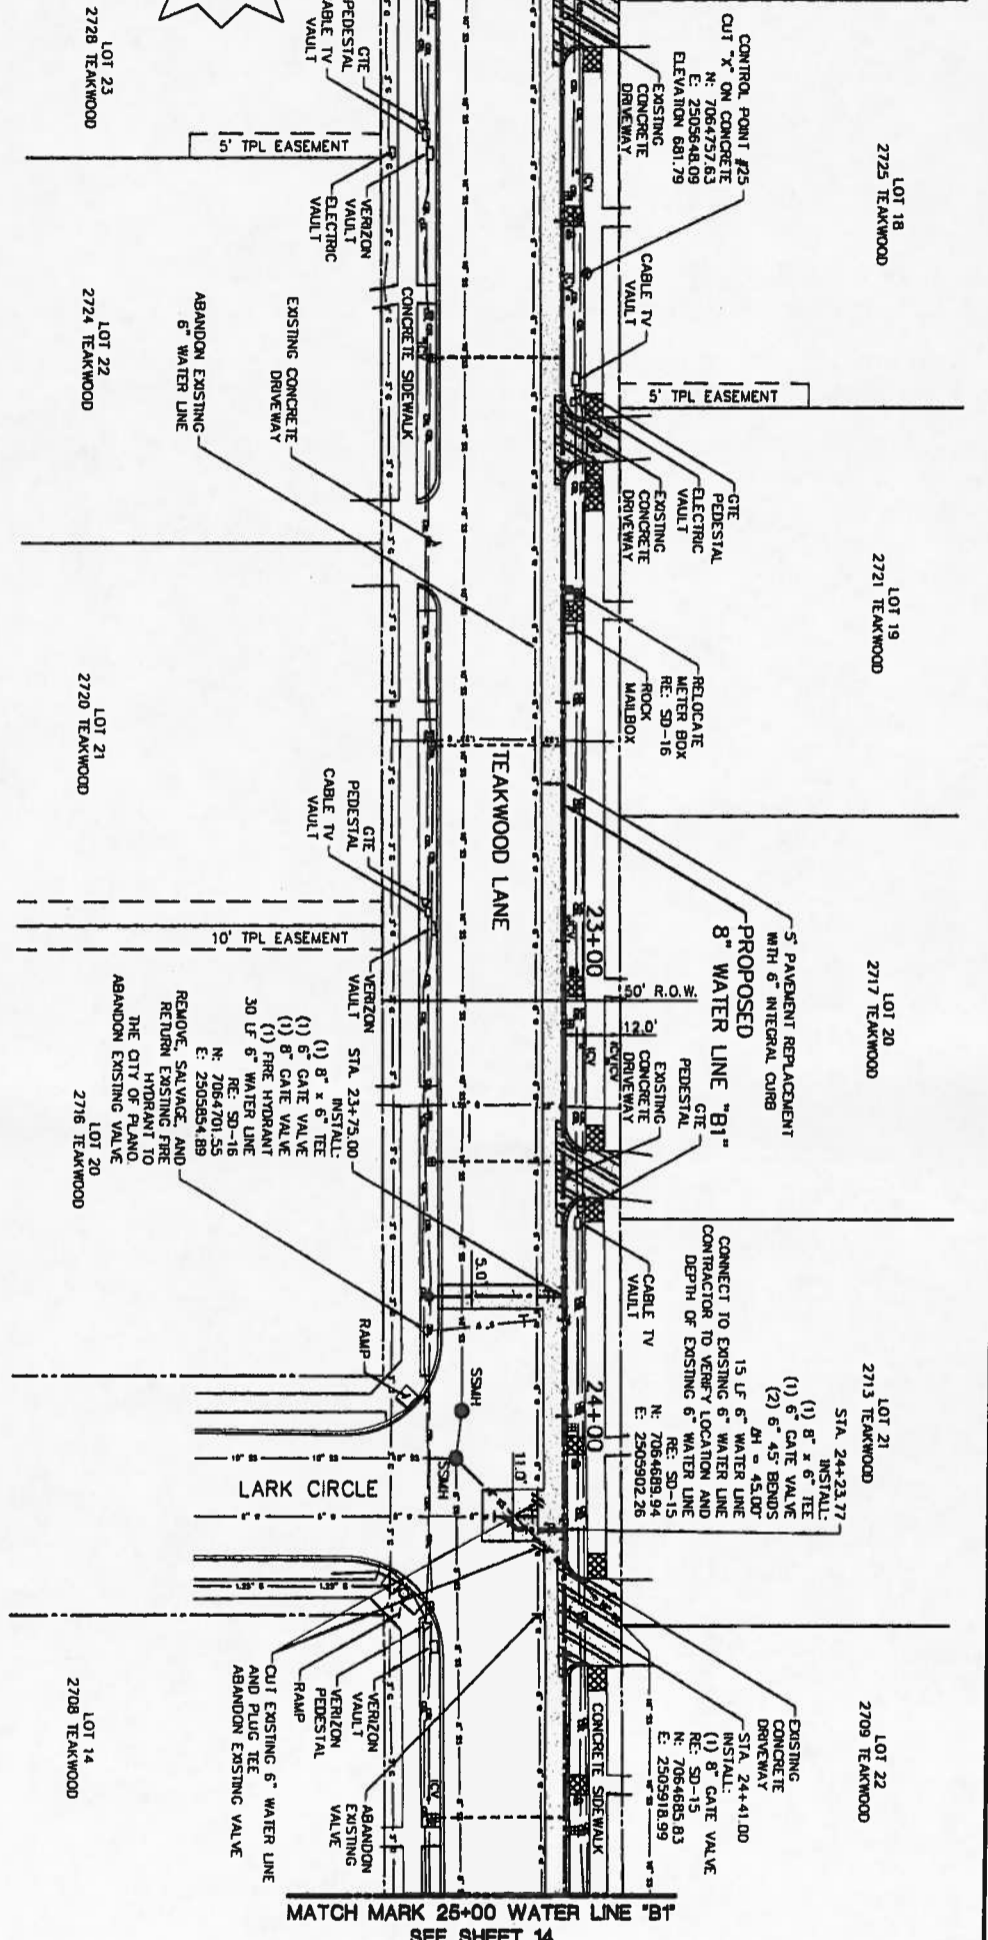 LOT 18
2725 TEAKWOOD
LOT 19
2721 TEAKWOOD
LOT 20
2717 TEAKWOOD
LOT 21
2713 TEAKWOOD
LOT 22
2709 TEAKWOOD
CONTROL POINT #25
CUT "X" ON CONCRETE
N: 7064757.63
E: 2505648.09
ELEVATION 681.79
EXISTING
CONCRETE
DRIVEWAY
CABLE TV
VAULT
5' TPL EASEMENT
GTE
PEDESTAL
ELECTRIC
VAULT
EXISTING
CONCRETE
DRIVEWAY
RELOCATE
METER BOX
RE: SD-16
ROCK
MAILBOX
5' PAVEMENT REPLACEMENT
WITH 6" INTEGRAL CURB
PROPOSED
8" WATER LINE "B1"
23+00
50' R.O.W.
12.0'
GTE
PEDESTAL
EXISTING
CONCRETE
DRIVEWAY
CABLE TV
VAULT
STA. 24+23.77
INSTALL:
(1) 8" x 6" TEE
(1) 6" GATE VALVE
(2) 6" 45° BENDS
ΔH = 45.00°
15 LF 6" WATER LINE
CONNECT TO EXISTING 6" WATER LINE
CONTRACTOR TO VERIFY LOCATION AND
DEPTH OF EXISTING 6" WATER LINE
RE: SD-15
N: 7064689.94
E: 2505902.26
24+00
EXISTING
CONCRETE
DRIVEWAY
STA. 24+41.00
INSTALL:
(1) 8" GATE VALVE
RE: SD-15
N: 7064685.83
E: 2505918.99
CONCRETE SIDEWALK
TEAKWOOD LANE
5.0'
11.0'
SSMH
SSMH
GTE
PEDESTAL
CABLE TV
VAULT
VERIZON
VAULT
ELECTRIC
VAULT
5' TPL EASEMENT
CONCRETE SIDEWALK
EXISTING CONCRETE
DRIVEWAY
ABANDON EXISTING
6" WATER LINE
GTE
PEDESTAL
CABLE TV
VAULT
VERIZON
VAULT
10' TPL EASEMENT
STA. 23+75.00
INSTALL:
(1) 8" x 6" TEE
(1) 6" GATE VALVE
(1) 8" GATE VALVE
(1) FIRE HYDRANT
30 LF 6" WATER LINE
RE: SD-16
N: 7064701.55
E: 2505854.89
REMOVE, SALVAGE, AND
RETURN EXISTING FIRE
HYDRANT TO
THE CITY OF PLANO.
ABANDON EXISTING VALVE
RAMP
LARK CIRCLE
RAMP
VERIZON
PEDESTAL
VERIZON
VAULT
ABANDON
EXISTING
VALVE
CUT EXISTING 6" WATER LINE
AND PLUG TEE
ABANDON EXISTING VALVE
LOT 23
2728 TEAKWOOD
LOT 22
2724 TEAKWOOD
LOT 21
2720 TEAKWOOD
LOT 20
2716 TEAKWOOD
LOT 14
2708 TEAKWOOD
MATCH MARK 25+00 WATER LINE "B1"
SEE SHEET 14